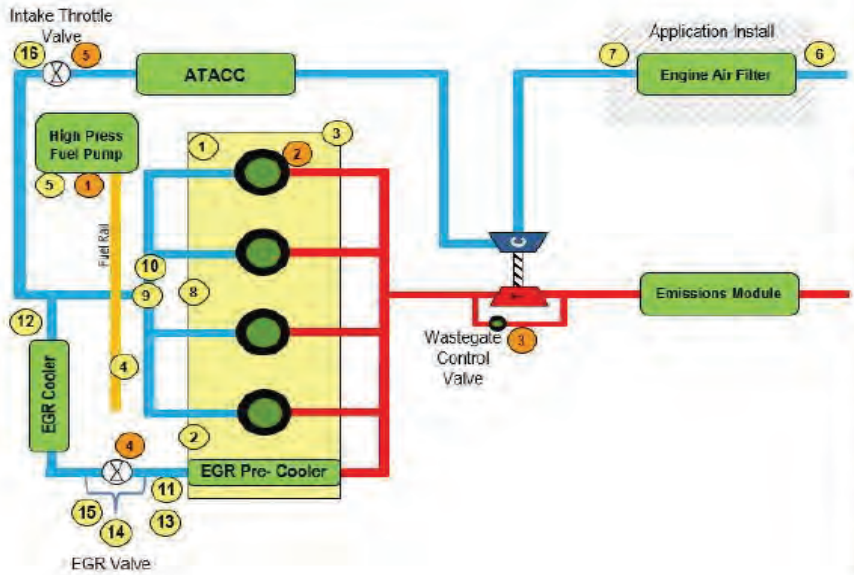 Intake Throttle
Valve
16
5
ATACC
Application Install
7
Engine Air Filter
6
High Press
Fuel Pump
5
1
1
2
3
Fuel Rail
10
9
8
C
12
4
EGR Cooler
2
T
Emissions Module
Wastegate
Control
Valve
3
4
EGR Pre- Cooler
11
15
14
13
EGR Valve